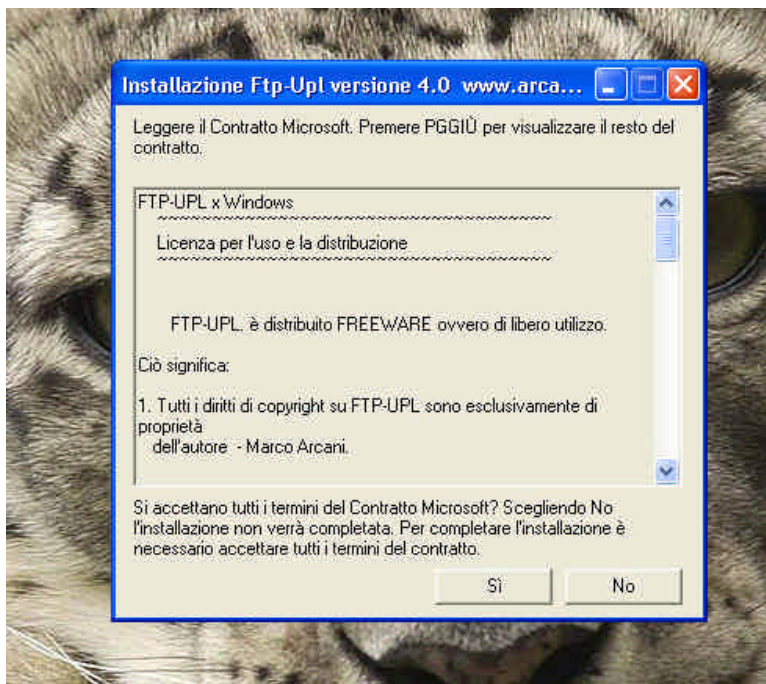 Installazione Ftp-Upl versione 4.0 www.arca...
Leggere il Contratto Microsoft. Premere PGGIÙ per visualizzare il resto del
contratto.
FTP-UPL x Windows
~~~~~~~~~~~~~~~~~~~~~~~~~~~~~~~~~~~~~~~
Licenza per l'uso e la distribuzione
~~~~~~~~~~~~~~~~~~~~~~~~~~~~~~~~~~~~~~~
FTP-UPL. è distribuito FREEWARE ovvero di libero utilizzo.
Ciò significa:
1. Tutti i diritti di copyright su FTP-UPL sono esclusivamente di
proprietà
dell'autore - Marco Arcani.
Si accettano tutti i termini del Contratto Microsoft? Scegliendo No
l'installazione non verrà completata. Per completare l'installazione è
necessario accettare tutti i termini del contratto.
Sì No